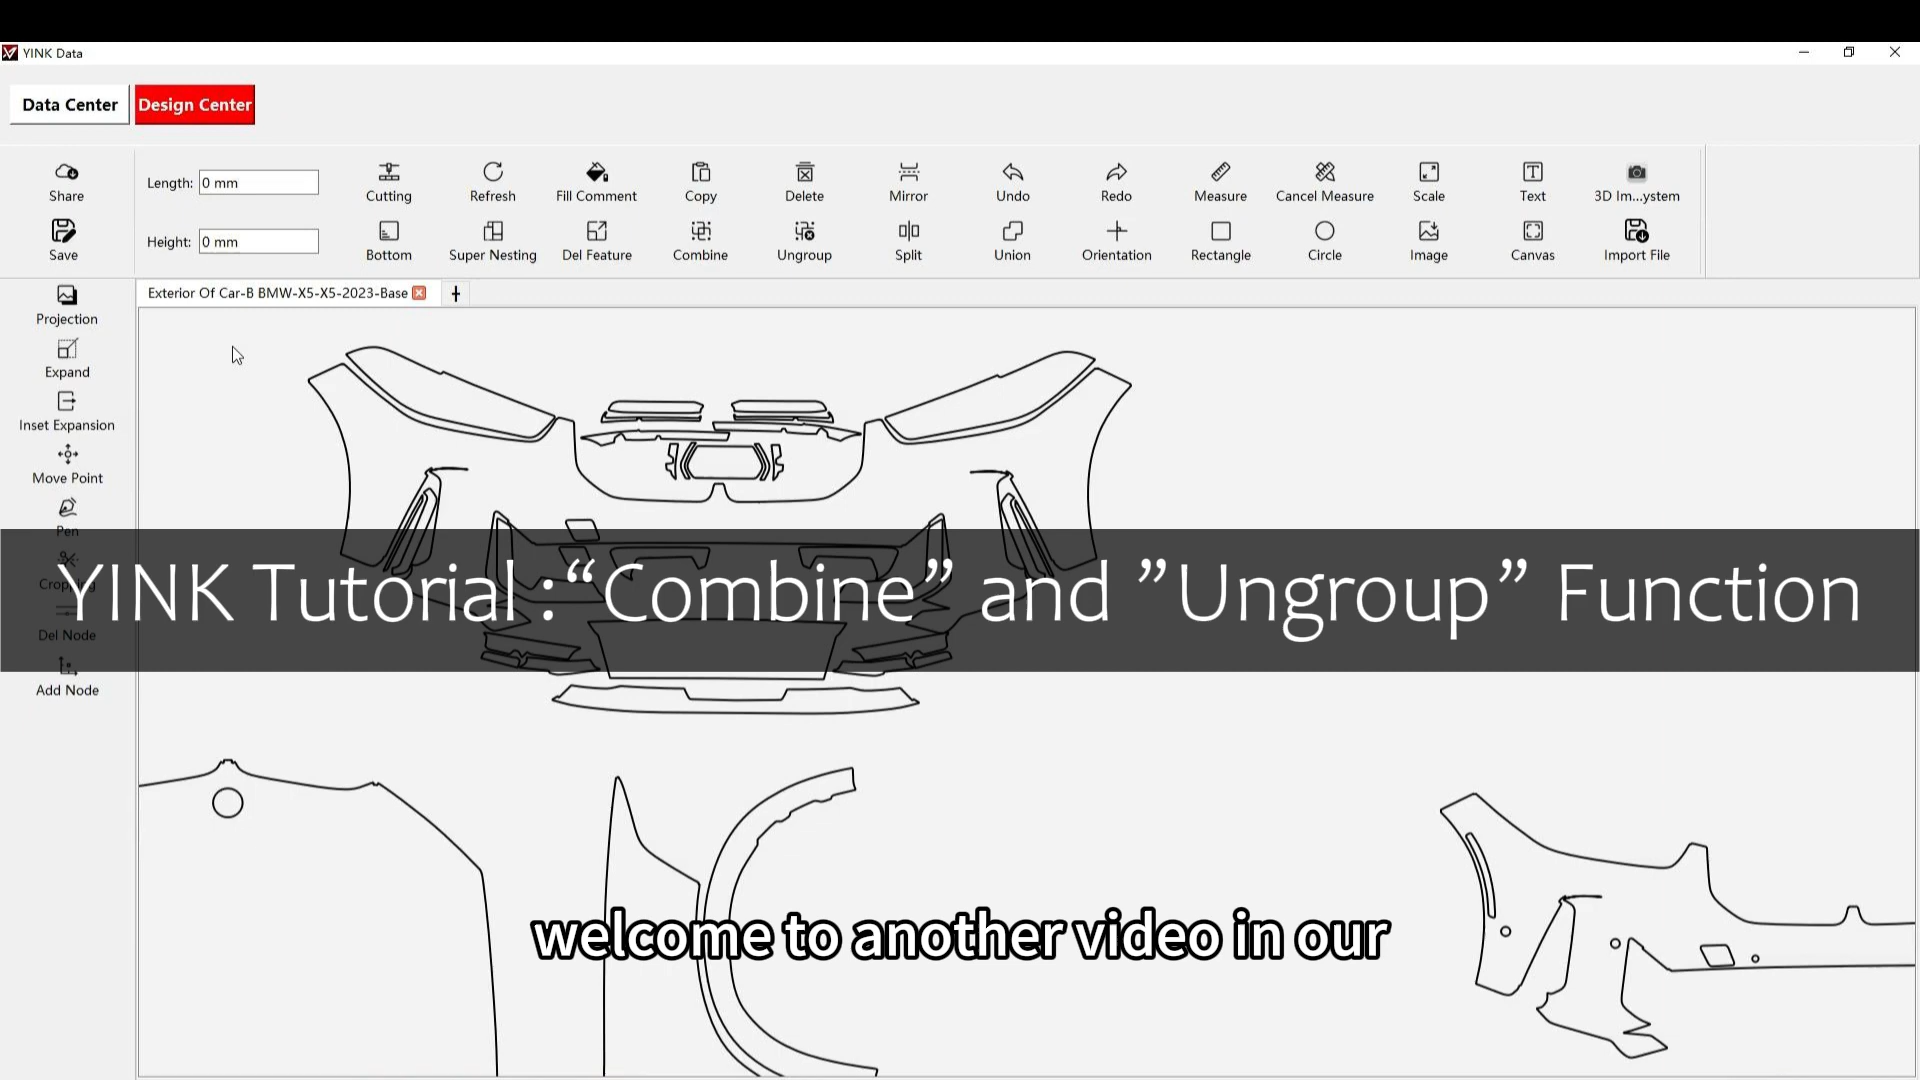 YINK Data
Data Center
Design Center
Share
Length: 0 mm
Cutting
Refresh
Fill Comment
Copy
Delete
Mirror
Undo
Redo
Measure
Cancel Measure
Scale
Text
3D Im...ystem
Save
Height: 0 mm
Bottom
Super Nesting
Del Feature
Combine
Ungroup
Split
Union
Orientation
Rectangle
Circle
Image
Canvas
Import File
Exterior Of Car-B BMW-X5-X5-2023-Base
Projection
Expand
Inset Expansion
Move Point
Pen
YINK Tutorial :“Combine” and ”Ungroup” Function
Del Node
Add Node
welcome to another video in our